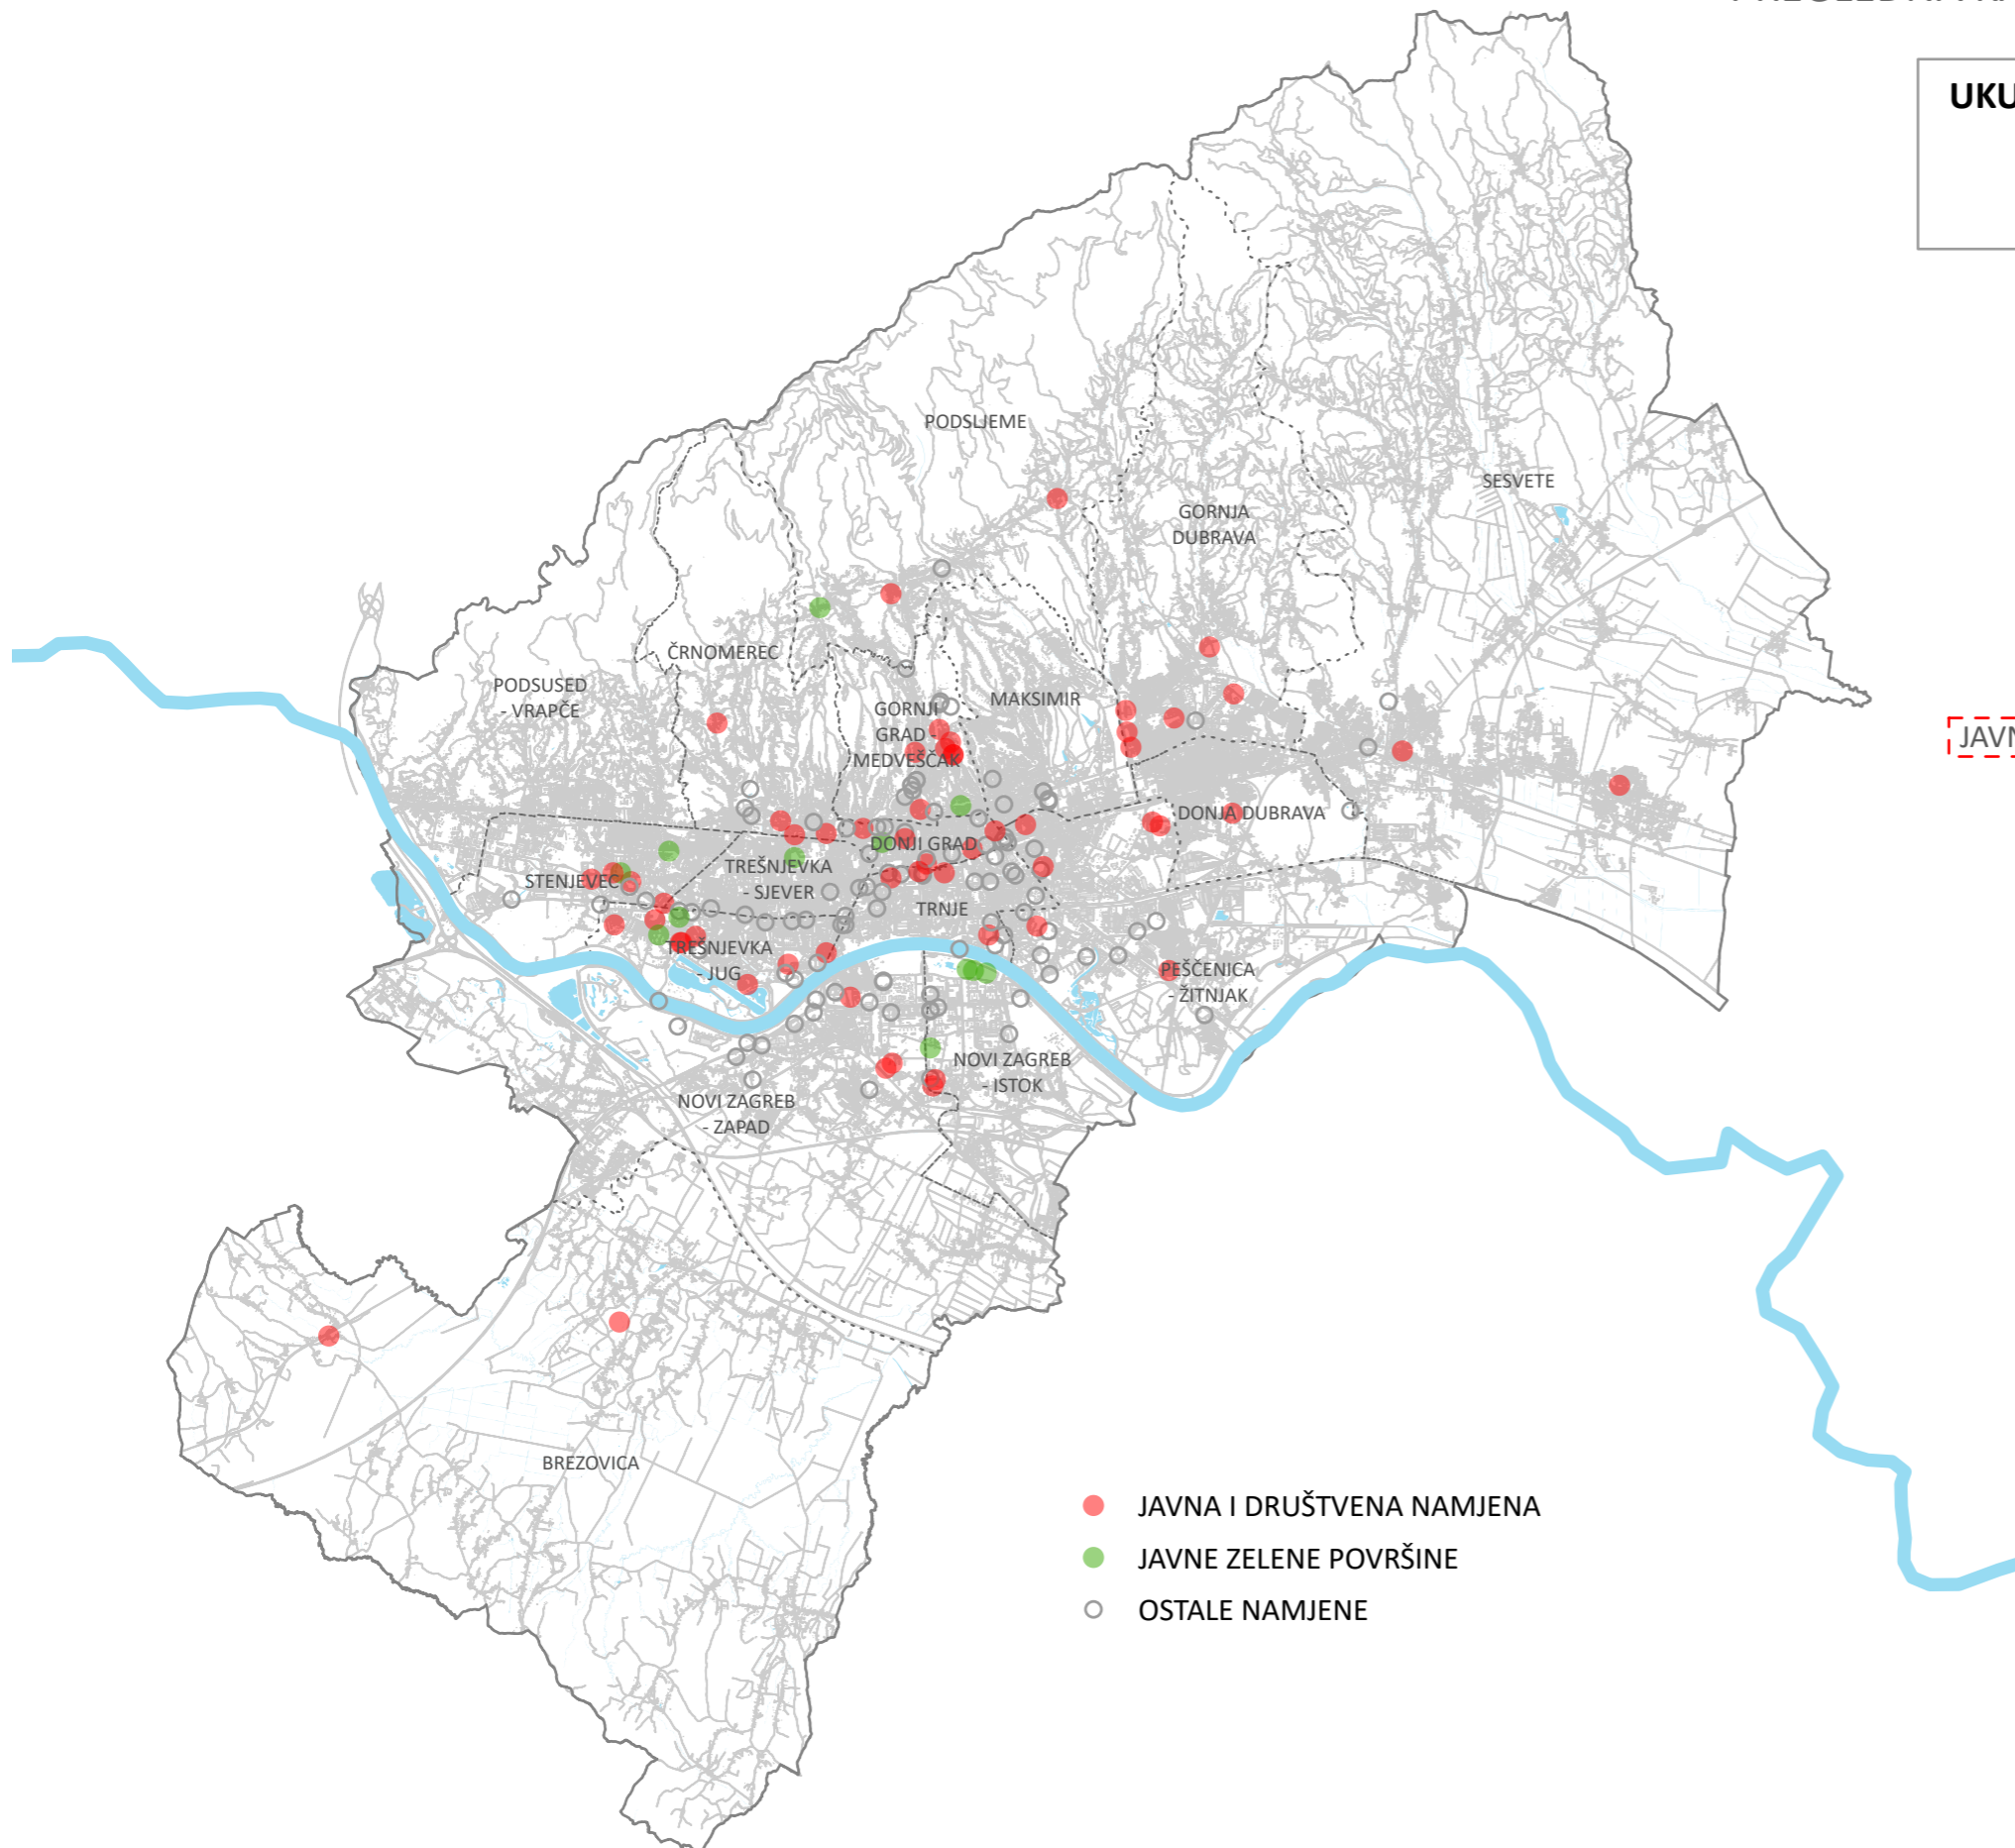 UKU
PODSLJEME
SESVETE
GORNJA
DUBRAVA
ČRNOMEREC
PODSUSED
- VRAPČE
MAKSIMIR
GORNJI
GRAD -
MEDVEŠČAK
JAVN
DONJA DUBRAVA
DONJI GRAD
TREŠNJEVKA
- SJEVER
STENJEVEC
TRNJE
TREŠNJEVKA
- JUG
PEŠČENICA
- ŽITNJAK
NOVI ZAGREB
- ISTOK
NOVI ZAGREB
- ZAPAD
BREZOVICA
JAVNA I DRUŠTVENA NAMJENA
JAVNE ZELENE POVRŠINE
OSTALE NAMJENE